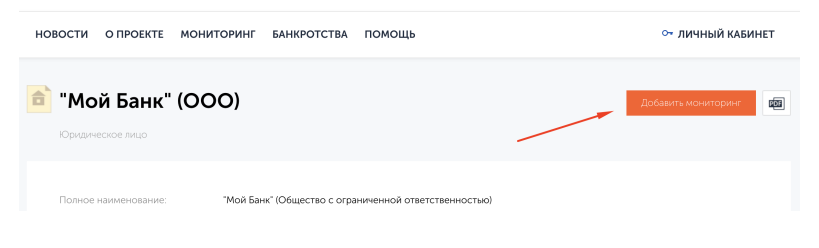 НОВОСТИ О ПРОЕКТЕ МОНИТОРИНГ БАНКРОТСТВА ПОМОЩЬ ЛИЧНЫЙ КАБИНЕТ
"Мой Банк" (ООО) Добавить мониторинг PDF
Юридическое лицо
Полное наименование: "Мой Банк" (Общество с ограниченной ответственностью)